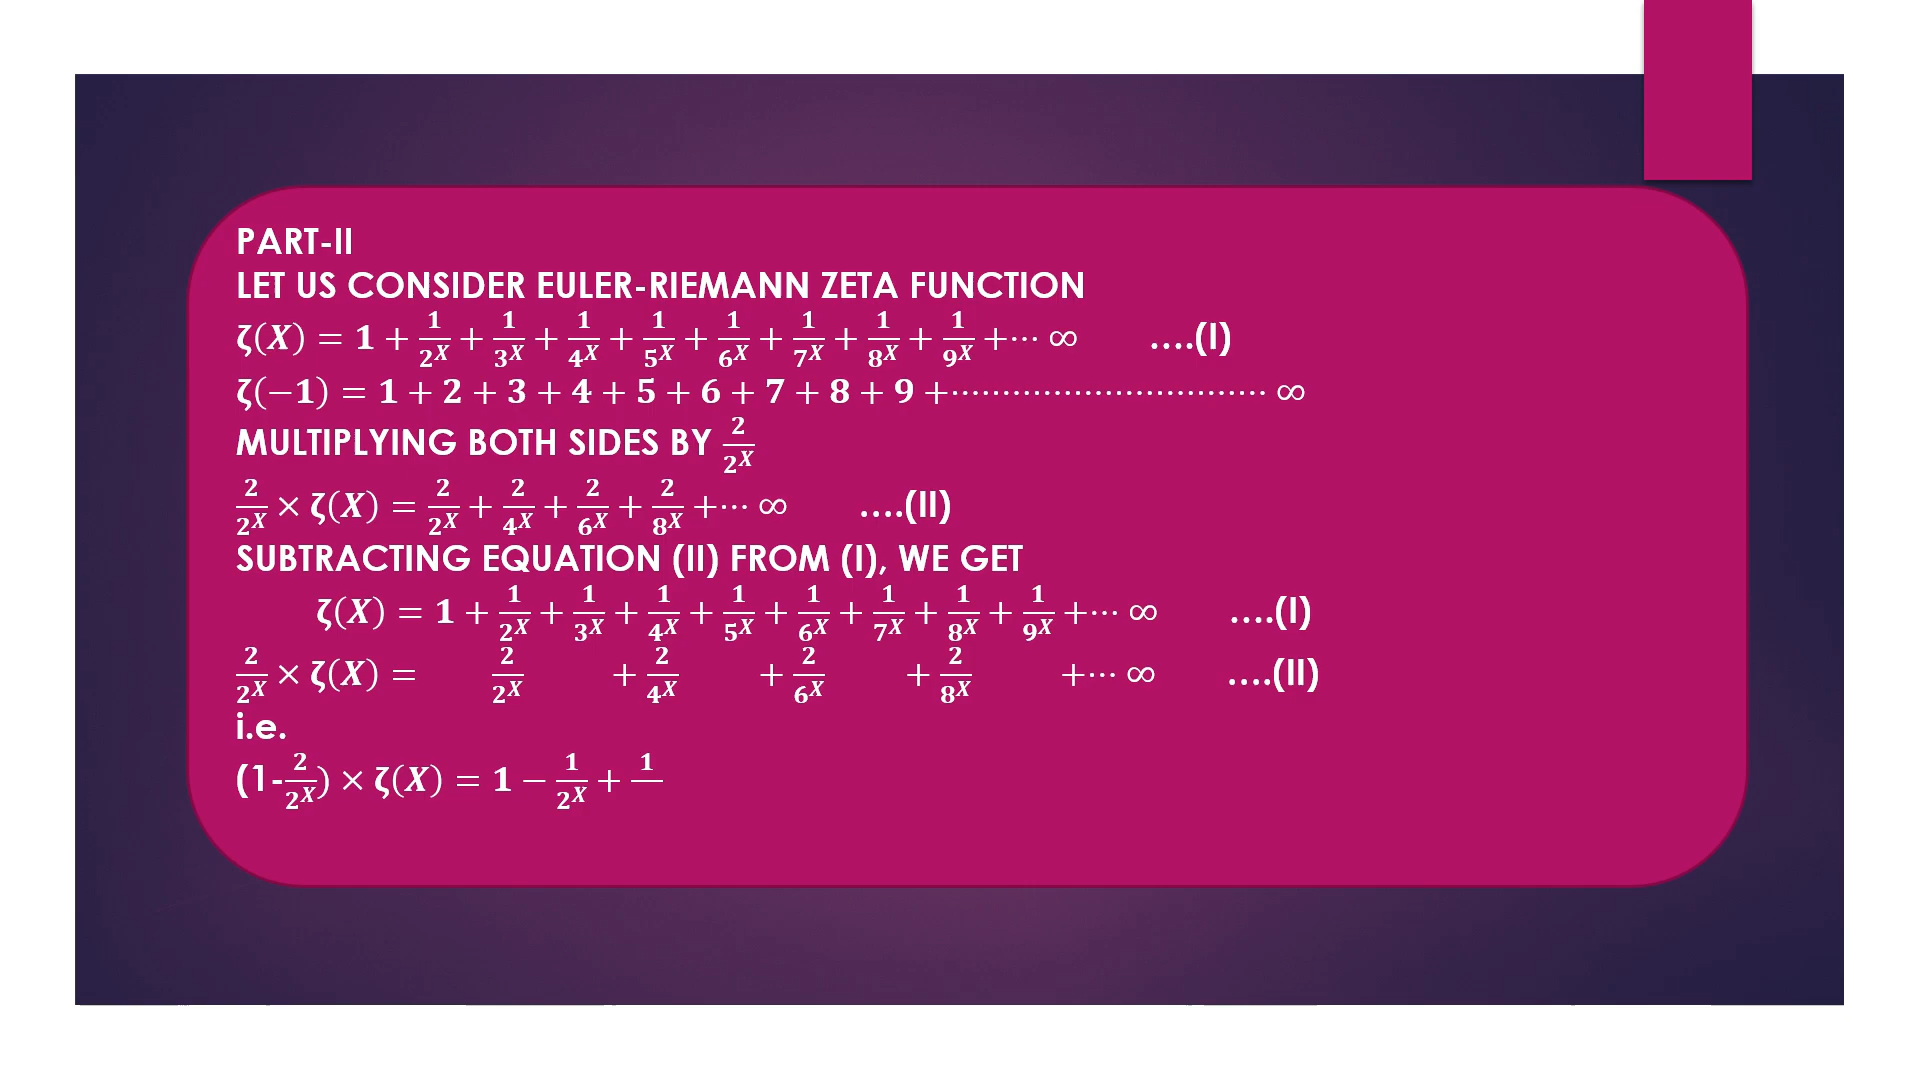 PART-II
LET US CONSIDER EULER-RIEMANN ZETA FUNCTION
ζ(X) = 1 + 1/2^X + 1/3^X + 1/4^X + 1/5^X + 1/6^X + 1/7^X + 1/8^X + 1/9^X +⋯ ∞ ….(I)
ζ(−1) = 1 + 2 + 3 + 4 + 5 + 6 + 7 + 8 + 9 +⋯⋯⋯⋯⋯⋯⋯⋯⋯⋯ ∞
MULTIPLYING BOTH SIDES BY 2/2^X
2/2^X × ζ(X) = 2/2^X + 2/4^X + 2/6^X + 2/8^X +⋯ ∞ ….(II)
SUBTRACTING EQUATION (II) FROM (I), WE GET
ζ(X) = 1 + 1/2^X + 1/3^X + 1/4^X + 1/5^X + 1/6^X + 1/7^X + 1/8^X + 1/9^X +⋯ ∞ ….(I)
2/2^X × ζ(X) = 2/2^X + 2/4^X + 2/6^X + 2/8^X +⋯ ∞ ….(II)
i.e.
(1-2/2^X) × ζ(X) = 1 − 1/2^X + 1/